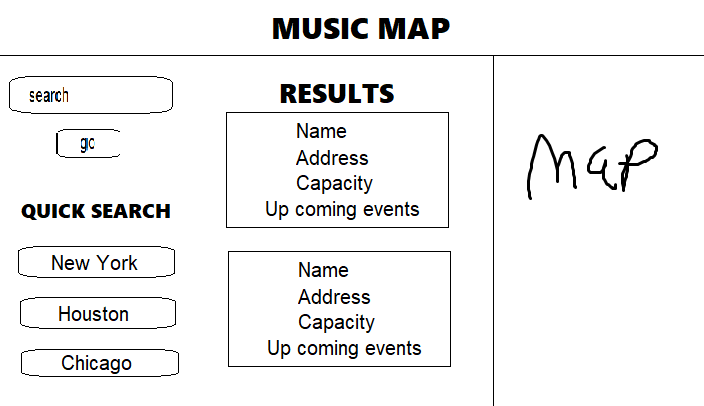 MUSIC MAP
search
go
QUICK SEARCH
New York
Houston
Chicago
RESULTS
Name
Address
Capacity
Up coming events
Name
Address
Capacity
Up coming events
Map